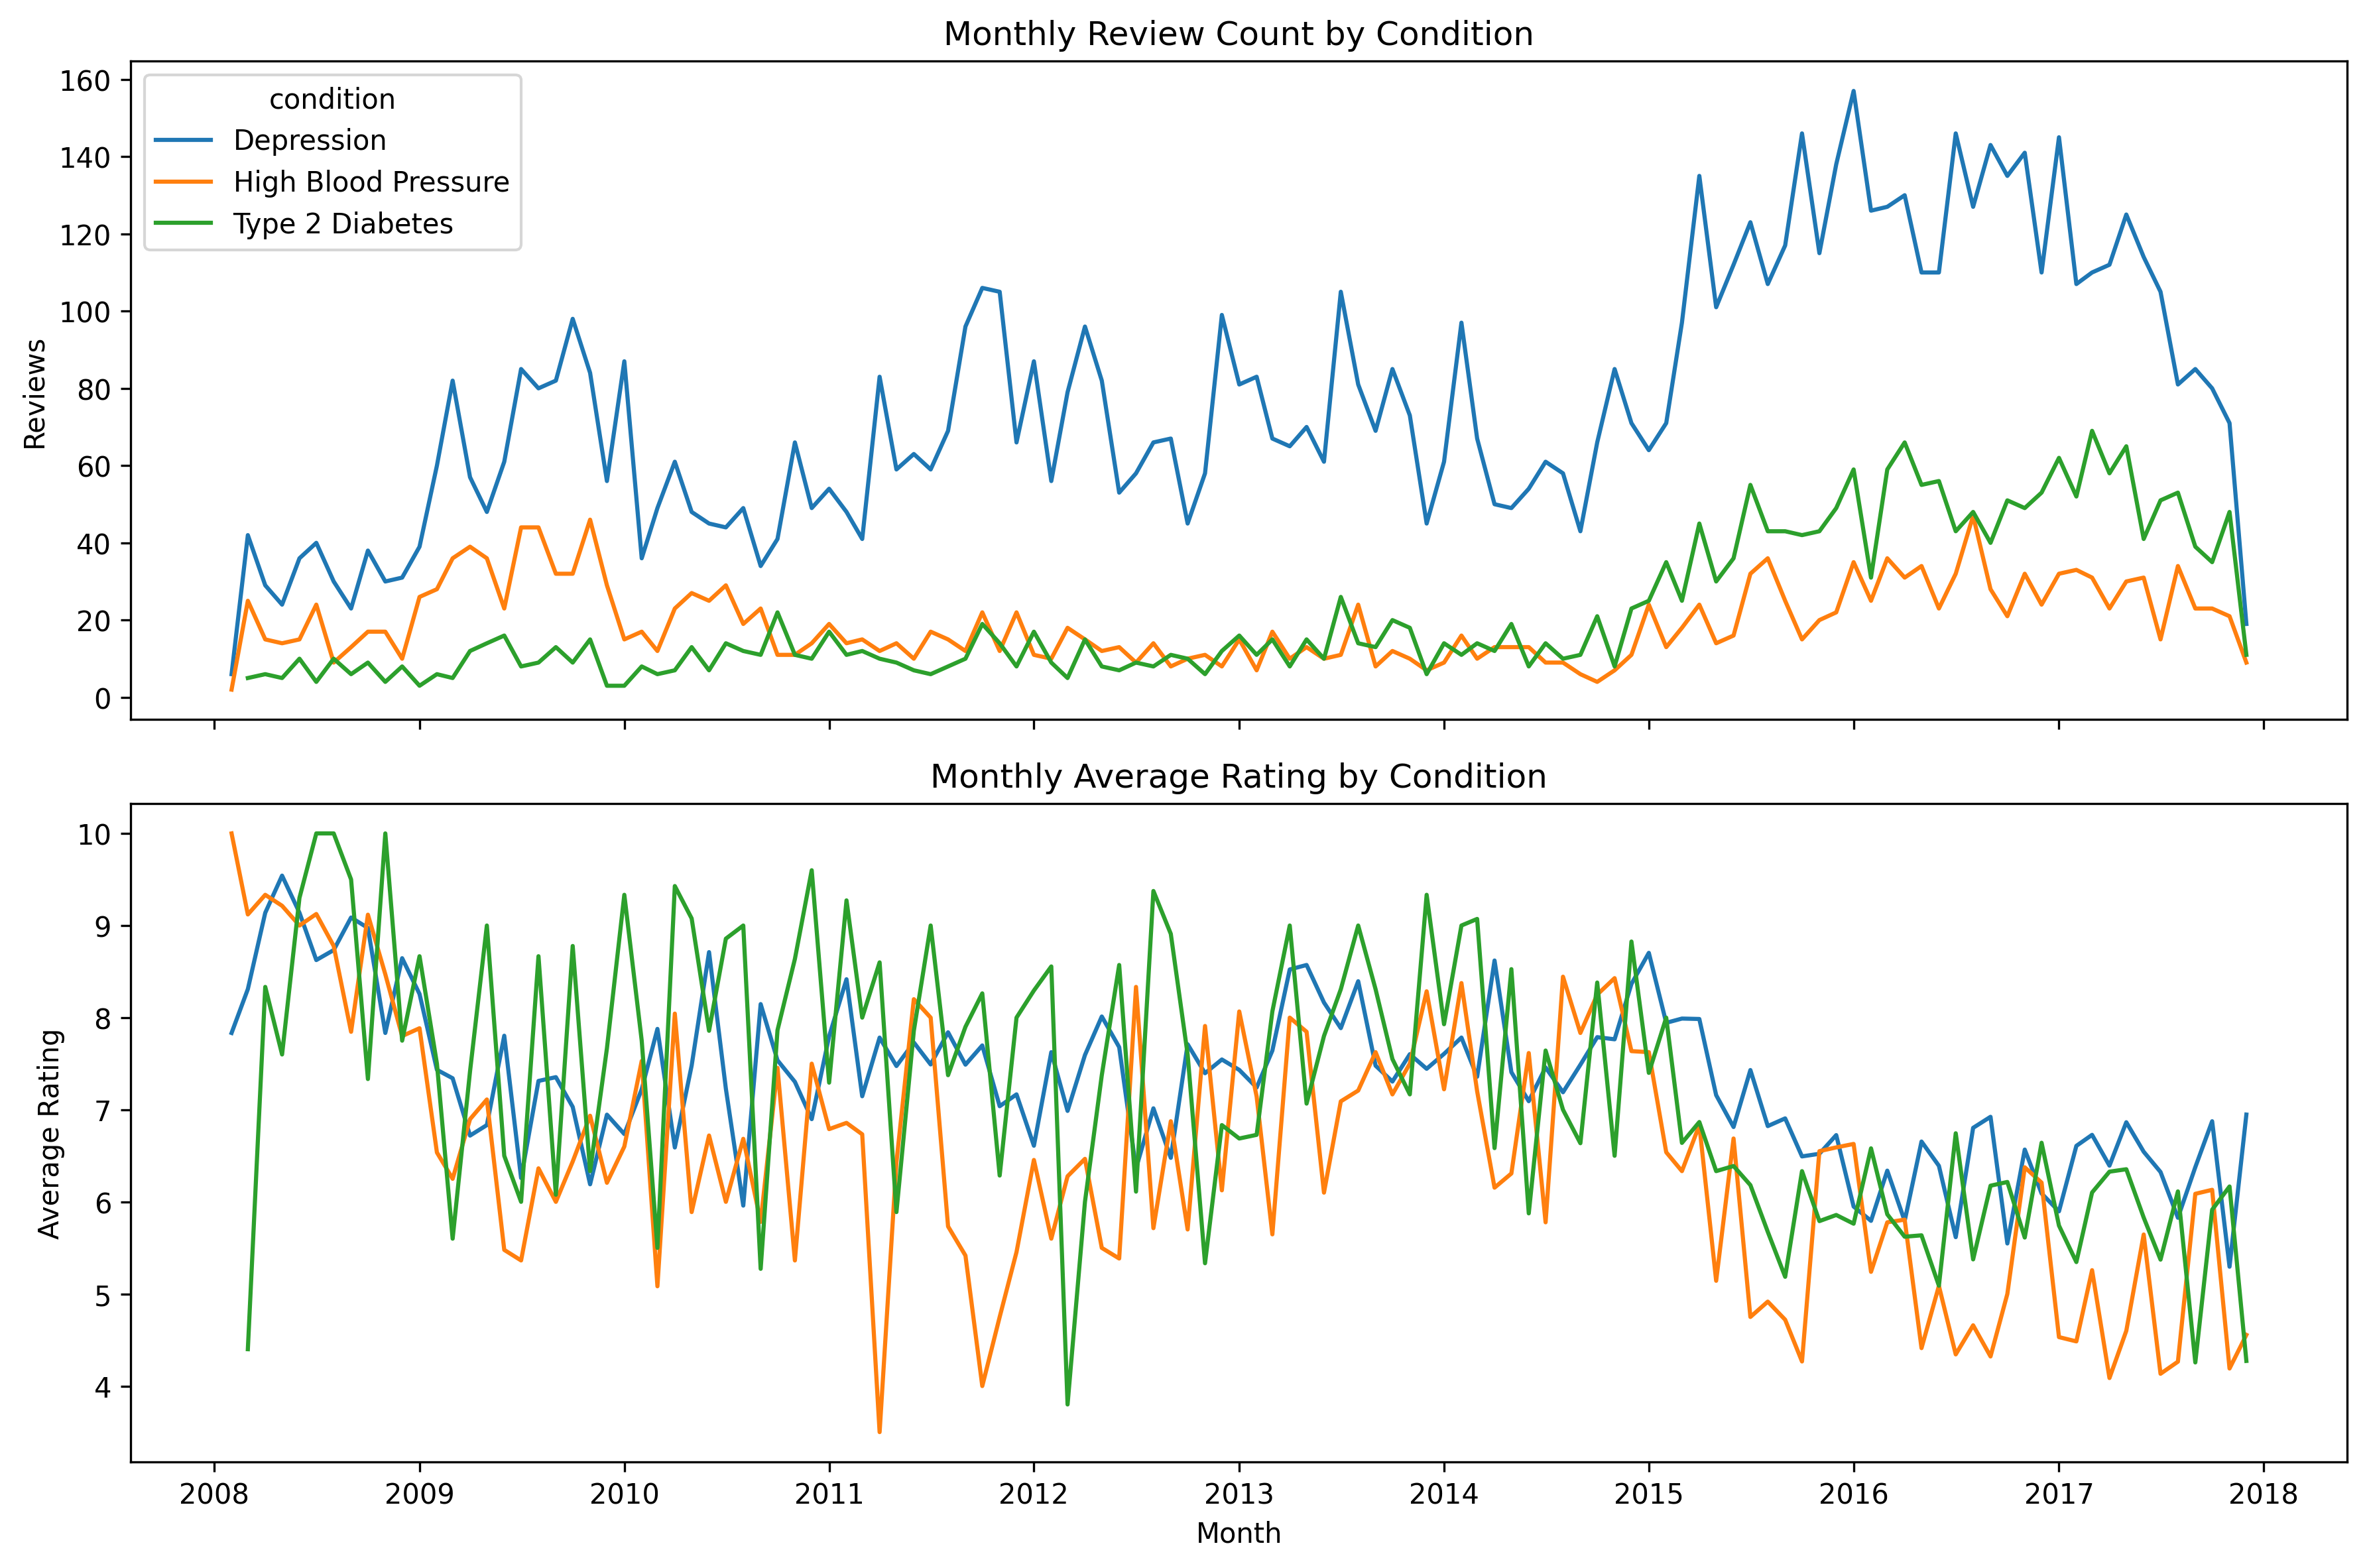 Monthly Review Count by Condition
160
140
120
100
80
60
40
20
0
Reviews
condition
Depression
High Blood Pressure
Type 2 Diabetes
Monthly Average Rating by Condition
10
9
8
7
6
5
4
Average Rating
2008 2009 2010 2011 2012 2013 2014 2015 2016 2017 2018
Month